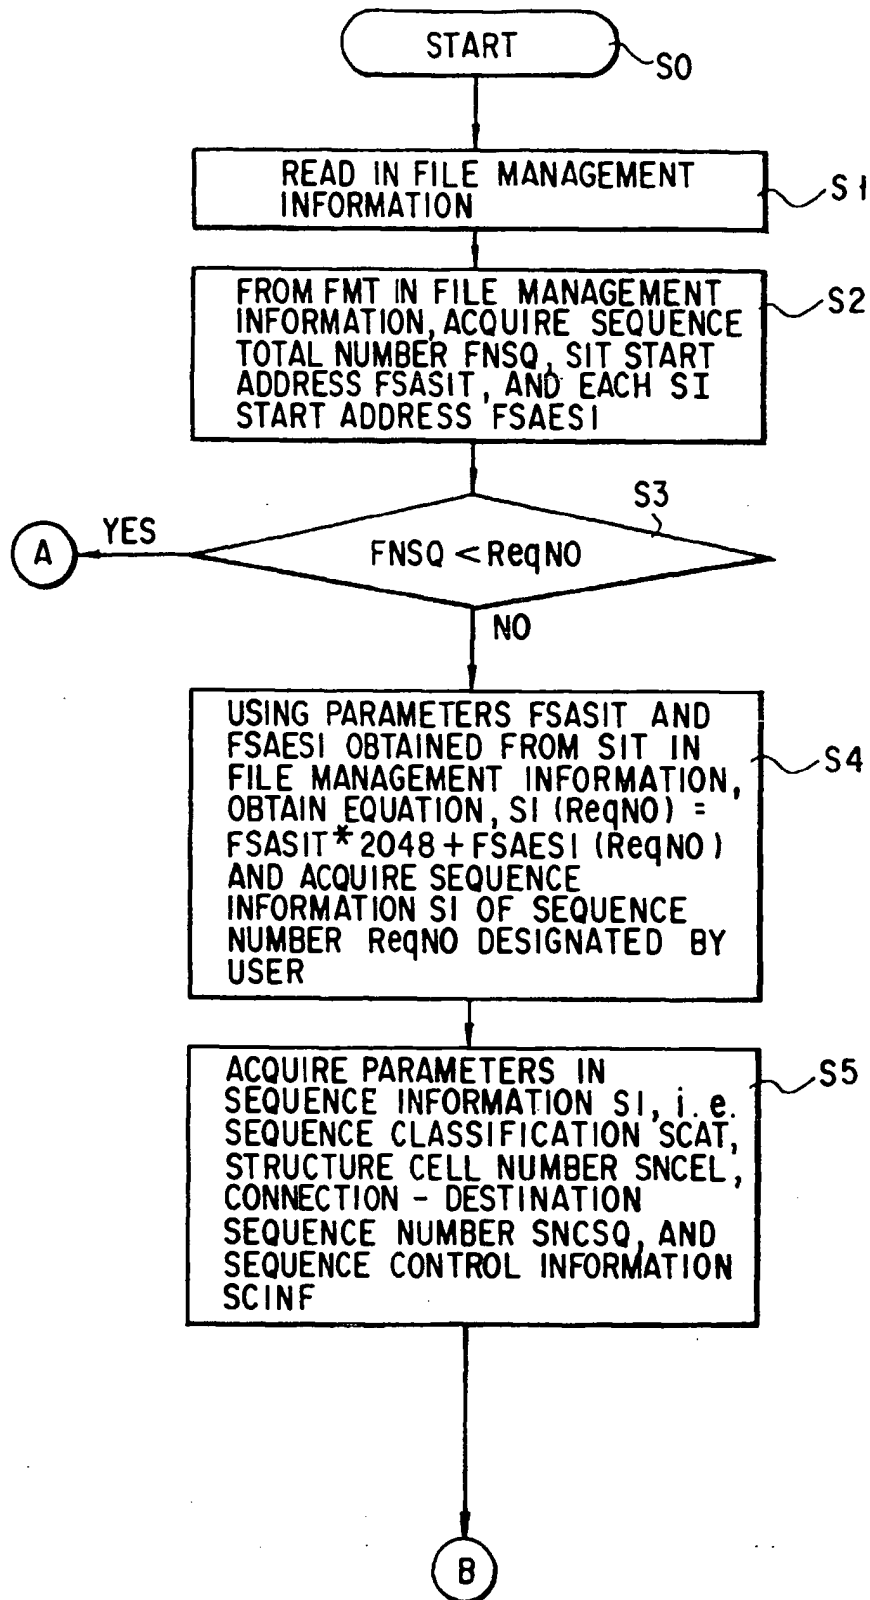 START
S0
READ IN FILE MANAGEMENT
INFORMATION
S1
FROM FMT IN FILE MANAGEMENT
INFORMATION, ACQUIRE SEQUENCE
TOTAL NUMBER FNSQ, SIT START
ADDRESS FSASIT, AND EACH SI
START ADDRESS FSAESI
S2
S3
FNSQ < ReqNO
YES
A
NO
USING PARAMETERS FSASIT AND
FSAESI OBTAINED FROM SIT IN
FILE MANAGEMENT INFORMATION,
OBTAIN EQUATION, SI (ReqNO) =
FSASIT * 2048 + FSAESI (ReqNO)
AND ACQUIRE SEQUENCE
INFORMATION SI OF SEQUENCE
NUMBER ReqNO DESIGNATED BY
USER
S4
ACQUIRE PARAMETERS IN
SEQUENCE INFORMATION SI, i.e.
SEQUENCE CLASSIFICATION SCAT,
STRUCTURE CELL NUMBER SNCEL,
CONNECTION - DESTINATION
SEQUENCE NUMBER SNCSQ, AND
SEQUENCE CONTROL INFORMATION
SCINF
S5
B